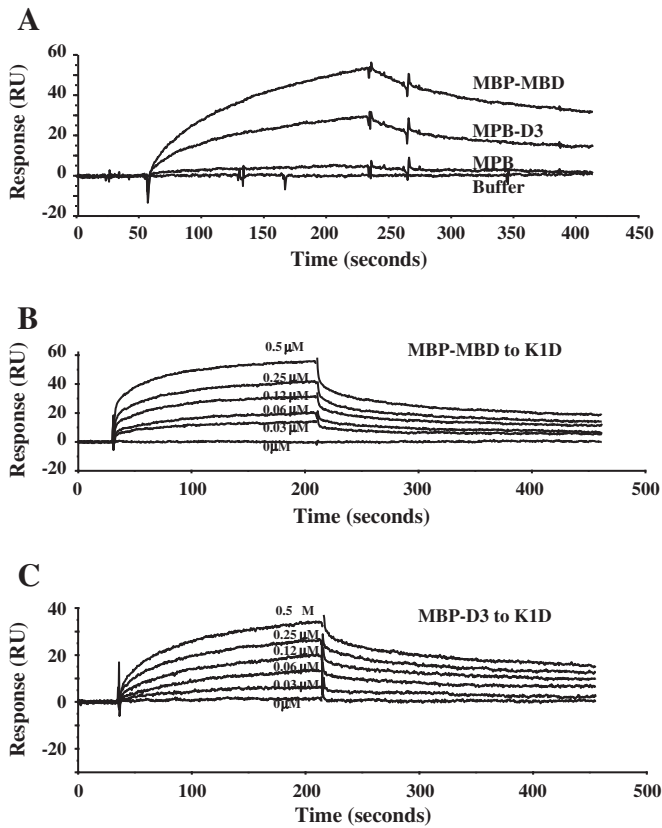 A
60
40
20
0
-20
Response (RU)
MBP-MBD
MPB-D3
MPB
Buffer
0 50 100 150 200 250 300 350 400 450
Time (seconds)
B
60
40
20
0
-20
Response (RU)
MBP-MBD to K1D
0.5 µM
0.25 µM
0.12 µM
0.06 µM
0.03 µM
0µM
0 100 200 300 400 500
Time (seconds)
C
40
20
0
-20
Response (RU)
MBP-D3 to K1D
0.5 M
0.25 µM
0.12 µM
0.06 µM
0.03 µM
0µM
0 100 200 300 400 500
Time (seconds)